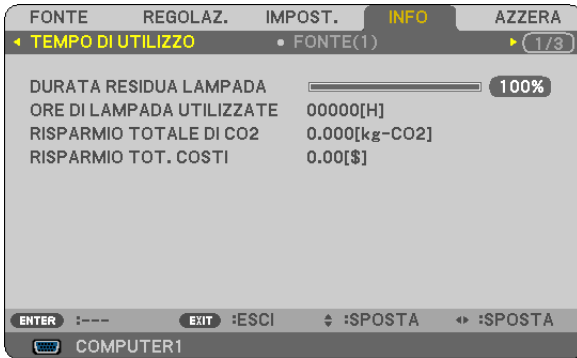 FONTE REGOLAZ. IMPOST. INFO AZZERA
TEMPO DI UTILIZZO FONTE(1) 1/3
DURATA RESIDUA LAMPADA 100%
ORE DI LAMPADA UTILIZZATE 00000[H]
RISPARMIO TOTALE DI CO2 0.000[kg-CO2]
RISPARMIO TOT. COSTI 0.00[$]
ENTER :--- EXIT :ESCI :SPOSTA :SPOSTA
COMPUTER1